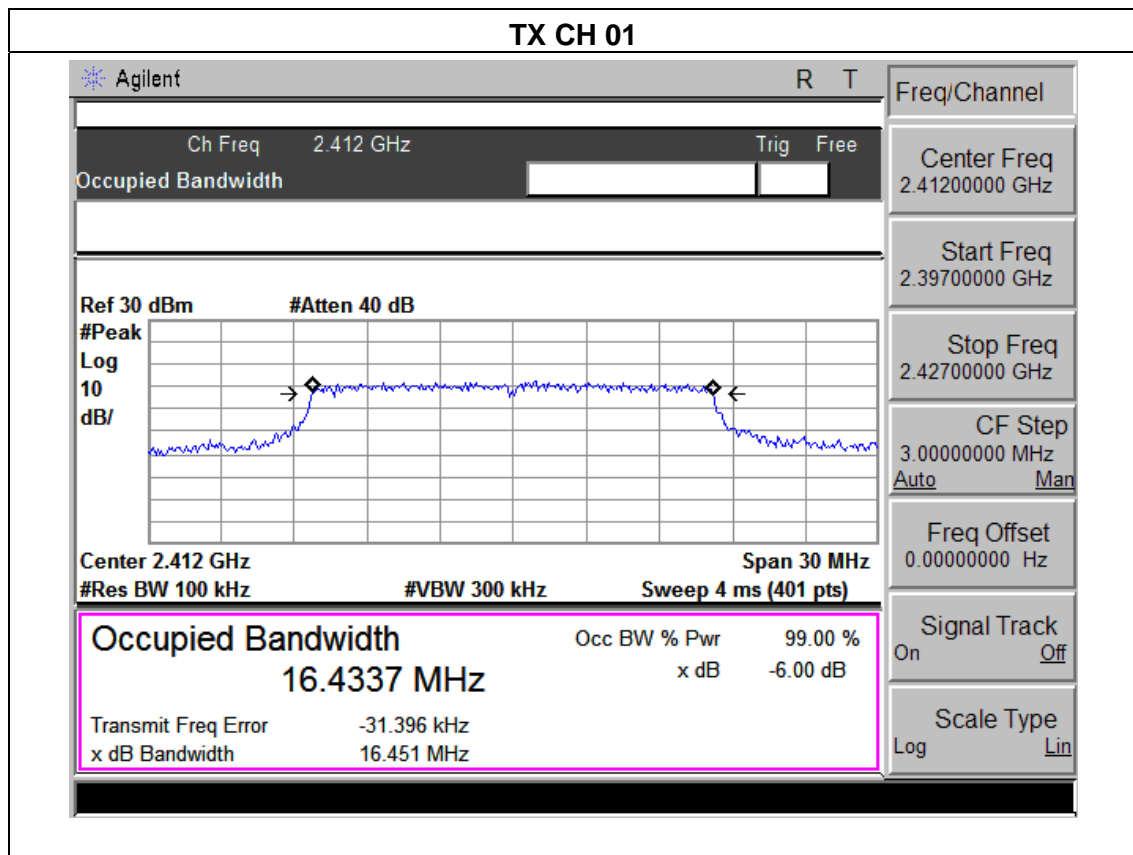 TX CH 01
Agilent R T
Freq/Channel
Ch Freq 2.412 GHz Trig Free
Occupied Bandwidth
Center Freq
2.41200000 GHz
Start Freq
2.39700000 GHz
Stop Freq
2.42700000 GHz
CF Step
3.00000000 MHz
Auto Man
Freq Offset
0.00000000 Hz
Signal Track
On Off
Scale Type
Log Lin
Ref 30 dBm #Atten 40 dB
#Peak
Log
10
dB/
Center 2.412 GHz Span 30 MHz
#Res BW 100 kHz #VBW 300 kHz Sweep 4 ms (401 pts)
Occupied Bandwidth Occ BW % Pwr 99.00 %
16.4337 MHz x dB -6.00 dB
Transmit Freq Error -31.396 kHz
x dB Bandwidth 16.451 MHz